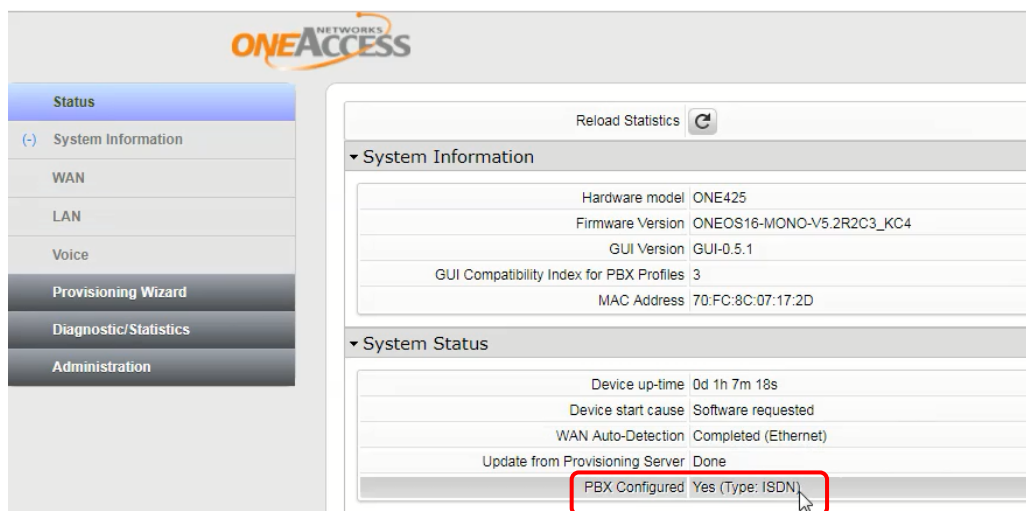 NETWORKS
ONEACCESS
Status
(-) System Information
WAN
LAN
Voice
Provisioning Wizard
Diagnostic/Statistics
Administration
Reload Statistics
System Information
Hardware model ONE425
Firmware Version ONEOS16-MONO-V5.2R2C3_KC4
GUI Version GUI-0.5.1
GUI Compatibility Index for PBX Profiles 3
MAC Address 70:FC:8C:07:17:2D
System Status
Device up-time 0d 1h 7m 18s
Device start cause Software requested
WAN Auto-Detection Completed (Ethernet)
Update from Provisioning Server Done
PBX Configured Yes (Type: ISDN)